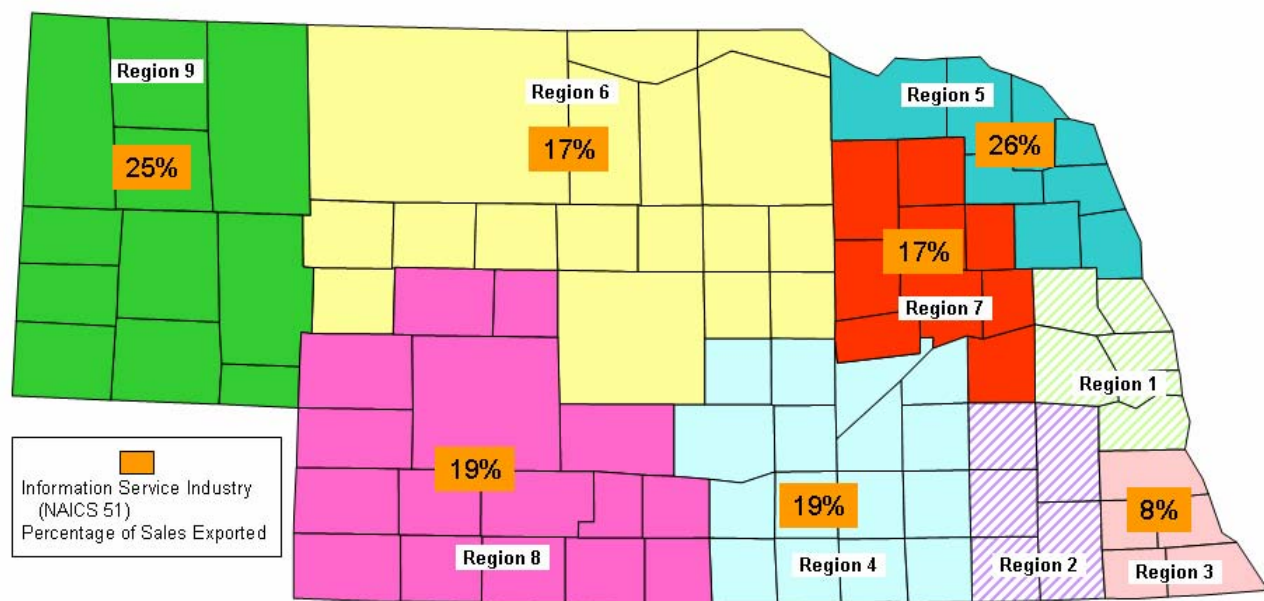 Region 9
Region 6
Region 5
25%
17%
26%
17%
Region 7
Region 1
19%
19%
8%
Region 8
Region 4
Region 2
Region 3
Information Service Industry
(NAICS 51)
Percentage of Sales Exported